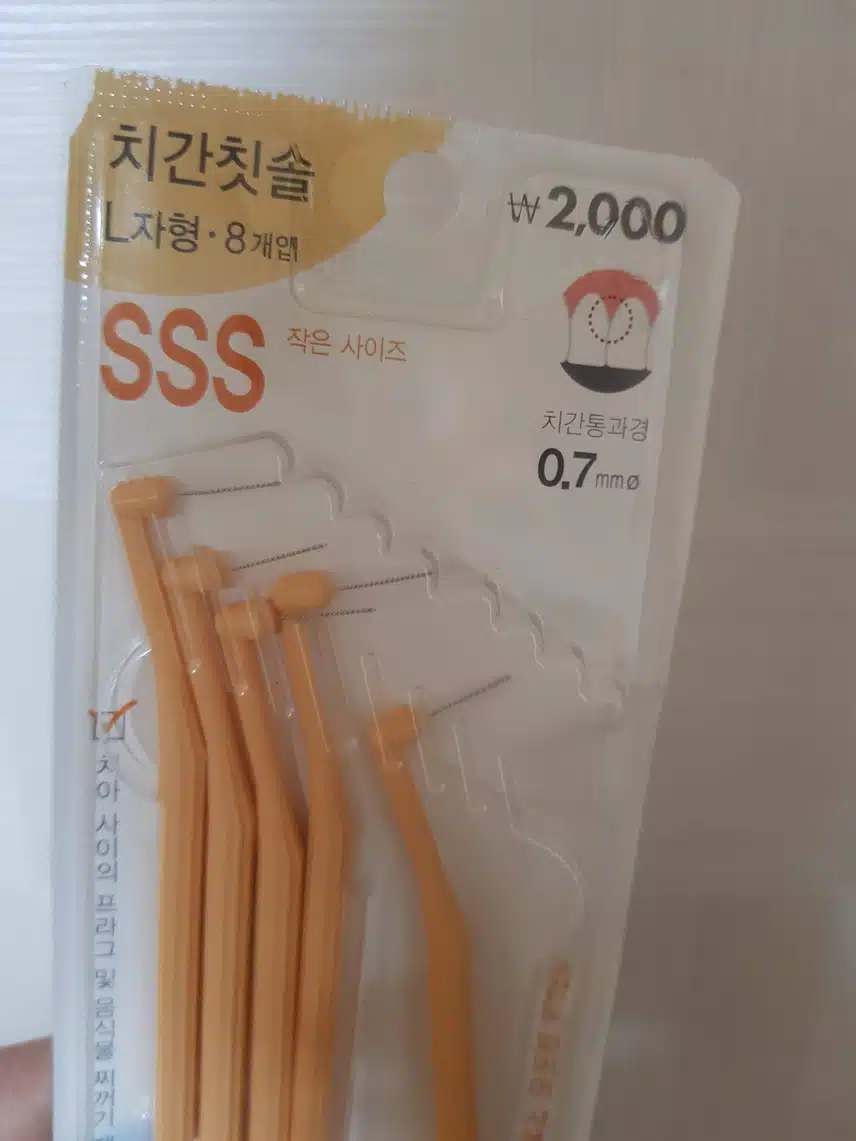 치간칫솔
L자형·8개입
₩2,000
SSS 작은 사이즈
치간통과경
0.7mmø
치아 사이의 프라그 및 음식물 찌꺼기